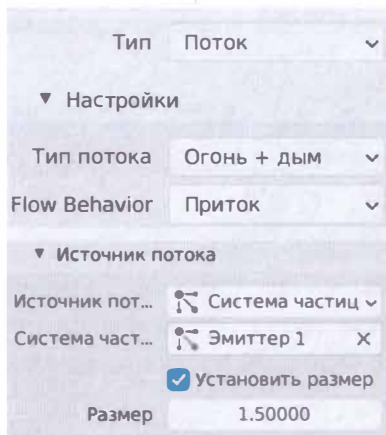 Тип Поток
Настройки
Тип потока Огонь + дым
Flow Behavior Приток
Источник потока
Источник пот... Система частиц
Система част... Эмиттер 1
Установить размер
Размер 1.50000